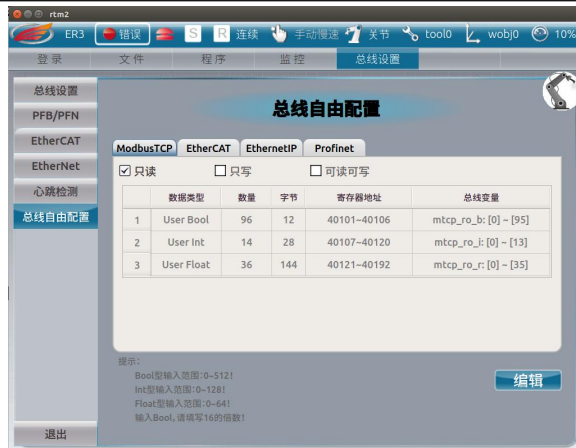 rtm2
ER3 错误 S R 连续 手动慢速 关节 tool0 wobj0 10%
登录 文件 程序 监控 总线设置
总线设置
PFB/PFN
EtherCAT
EtherNet
心跳检测
总线自由配置
退出
总线自由配置
ModbusTCP EtherCAT EthernetIP Profinet
只读 只写 可读可写
数据类型 数量 字节 寄存器地址 总线变量
1 User Bool 96 12 40101~40106 mtcp_ro_b: [0] ~ [95]
2 User Int 14 28 40107~40120 mtcp_ro_i: [0] ~ [13]
3 User Float 36 144 40121~40192 mtcp_ro_r: [0] ~ [35]
提示:
Bool型输入范围:0~512!
Int型输入范围:0~128!
Float型输入范围:0~64!
输入Bool,请填写16的倍数!
编辑